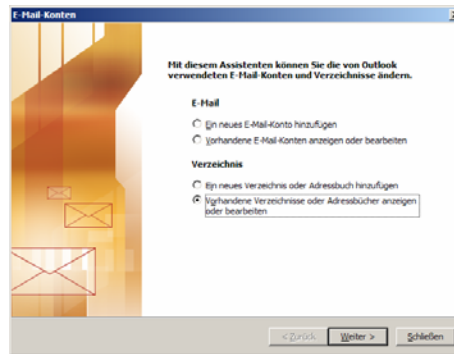 E-Mail-Konten
Mit diesem Assistenten können Sie die von Outlook
verwendeten E-Mail-Konten und Verzeichnisse ändern.
E-Mail
Ein neues E-Mail-Konto hinzufügen
Vorhandene E-Mail-Konten anzeigen oder bearbeiten
Verzeichnis
Ein neues Verzeichnis oder Adressbuch hinzufügen
Vorhandene Verzeichnisse oder Adressbücher anzeigen
oder bearbeiten
< Zurück
Weiter >
Schließen